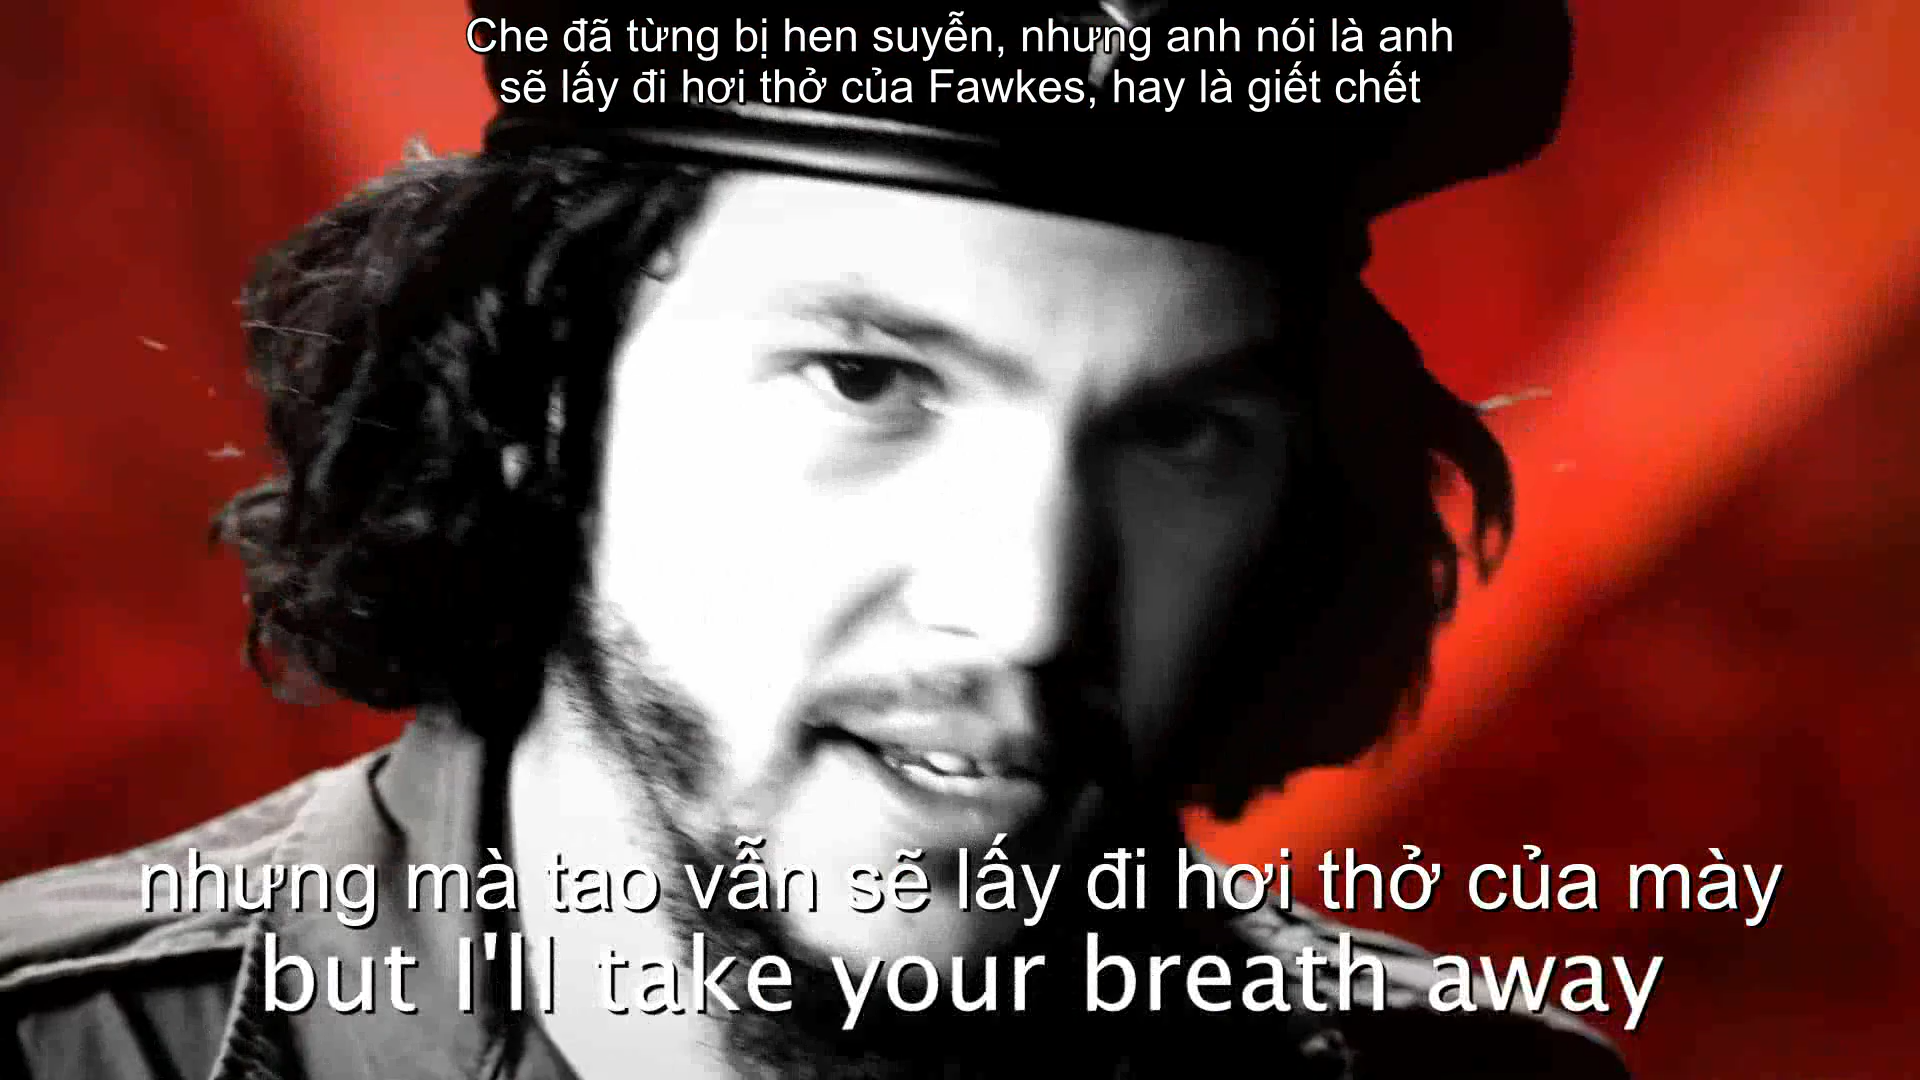 Che đã từng bị hen suyễn, nhưng anh nói là anh
sẽ lấy đi hơi thở của Fawkes, hay là giết chết
nhưng mà tao vẫn sẽ lấy đi hơi thở của mày
but I'll take your breath away